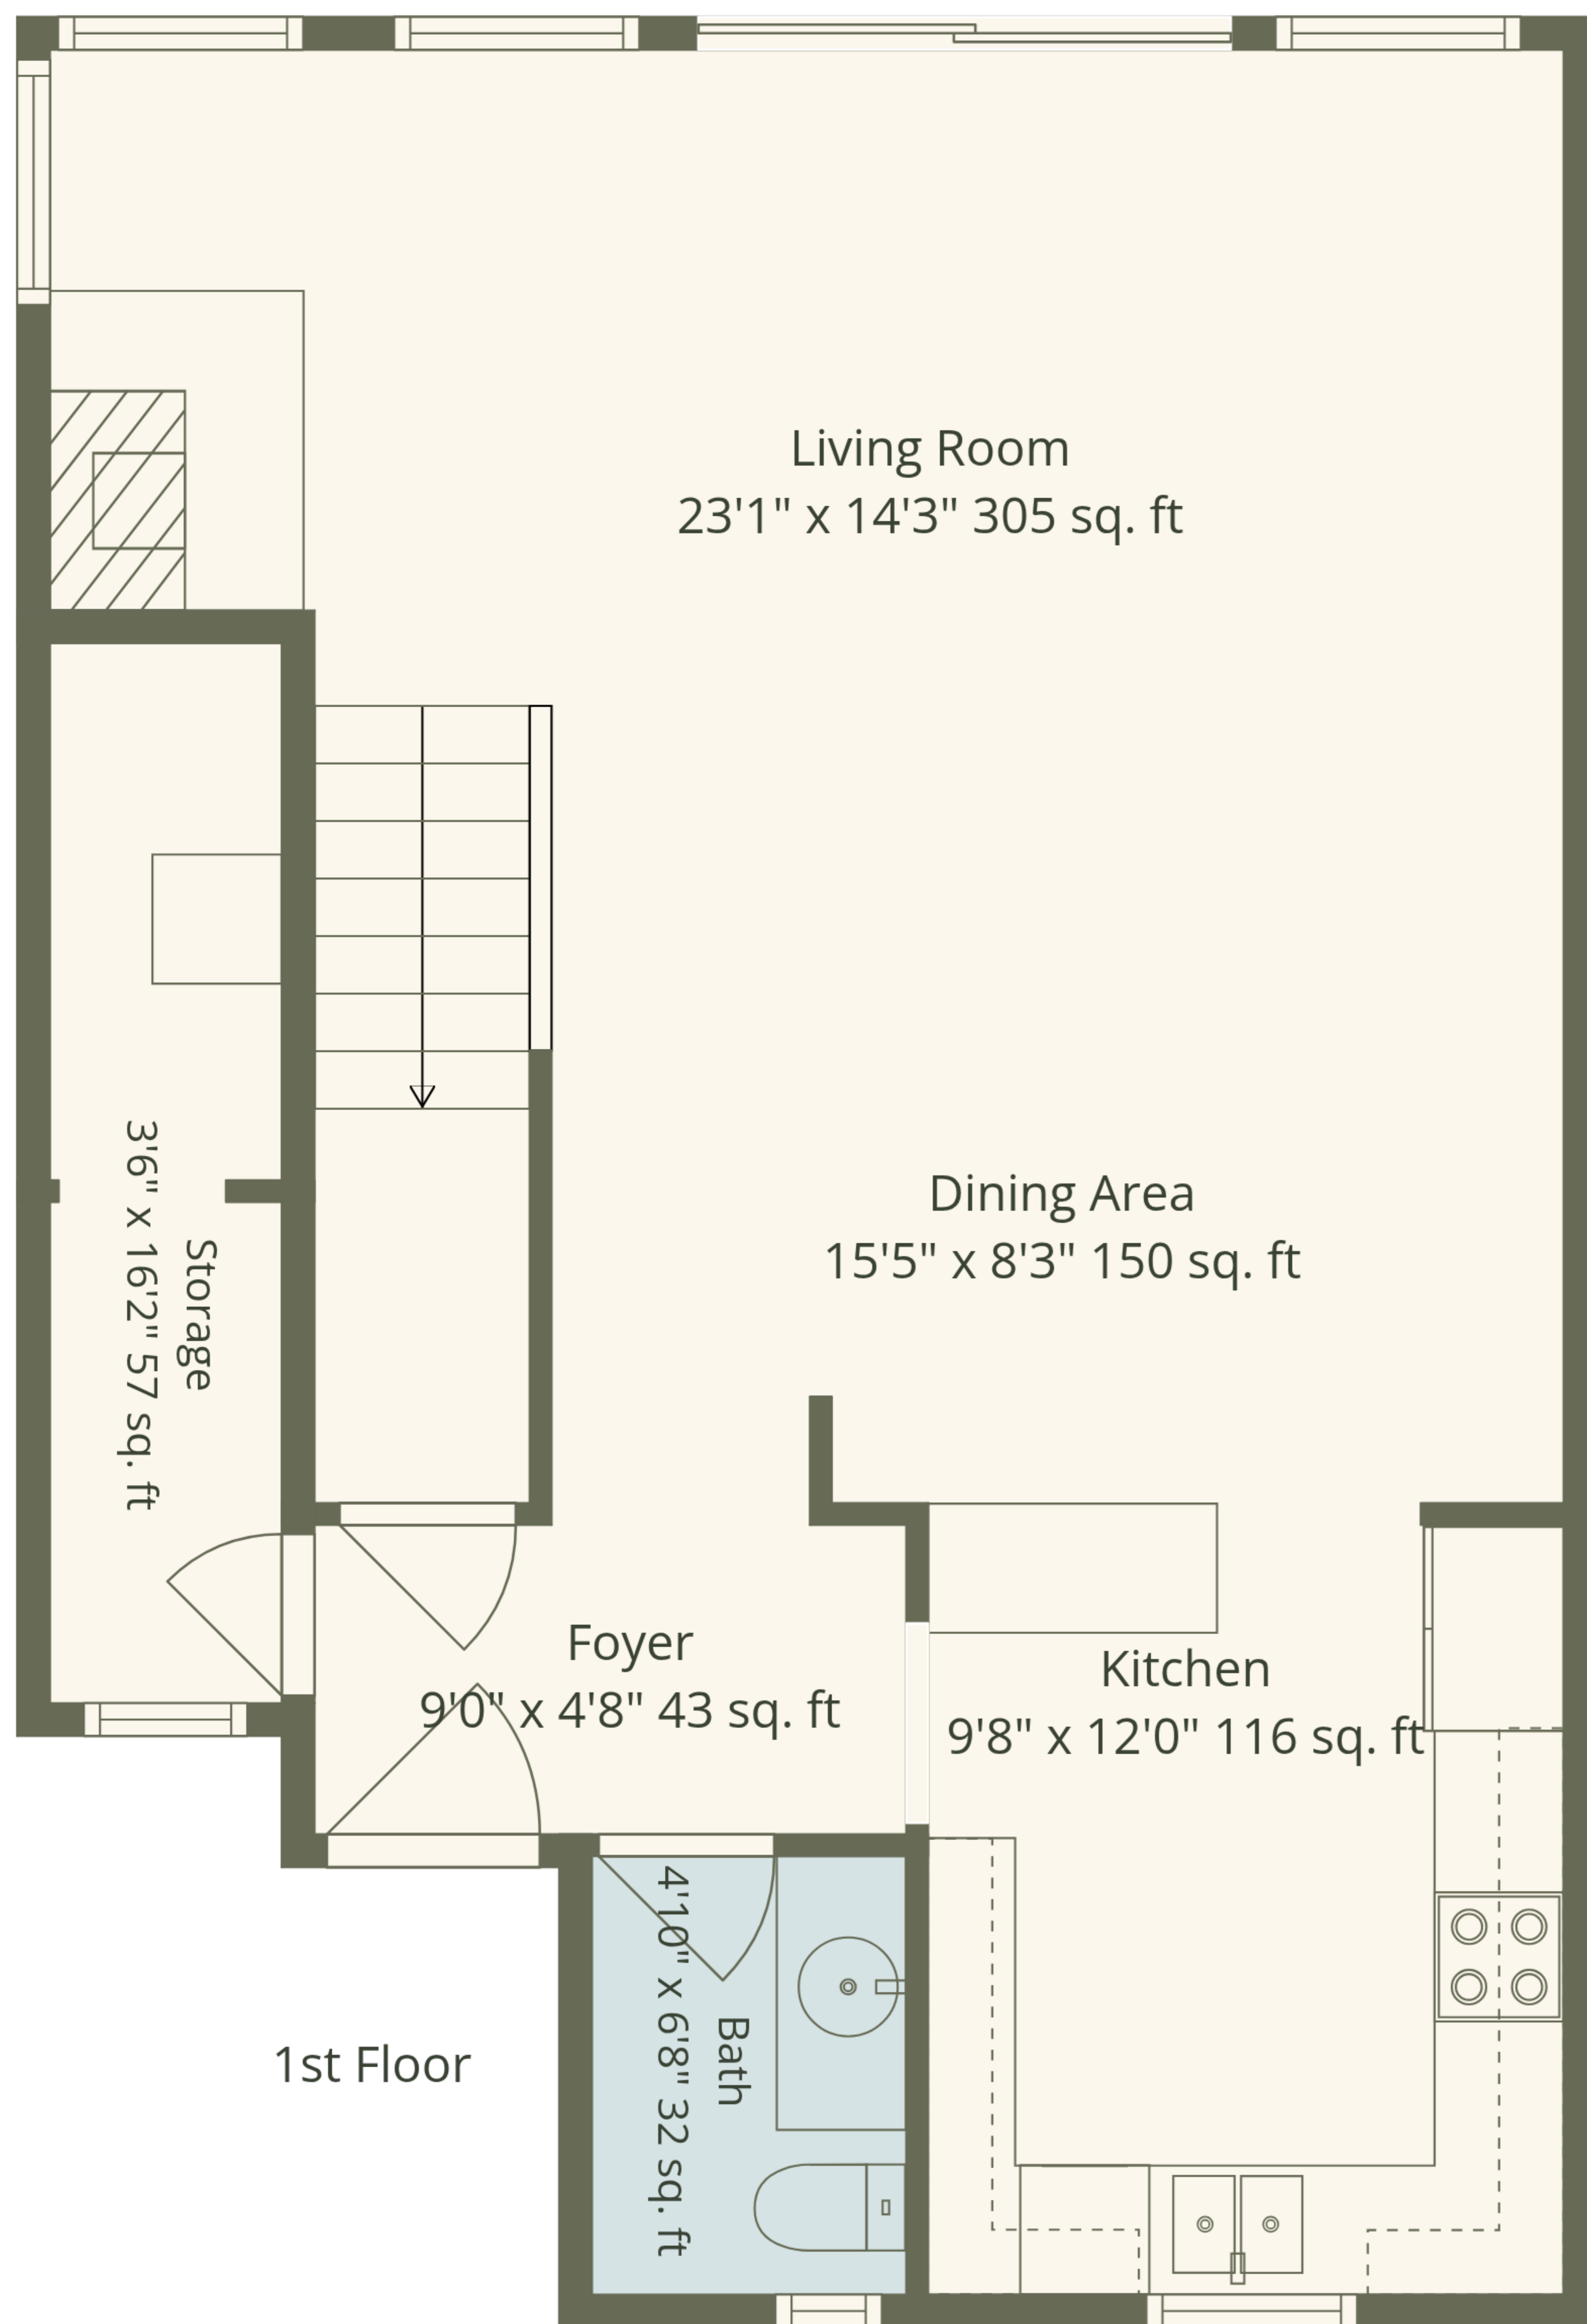 Living Room
23'1" x 14'3" 305 sq. ft
Dining Area
15'5" x 8'3" 150 sq. ft
Storage
3'6" x 16'2" 57 sq. ft
Foyer
9'0" x 4'8" 43 sq. ft
Kitchen
9'8" x 12'0" 116 sq. ft
Bath
4'10" x 6'8" 32 sq. ft
1st Floor